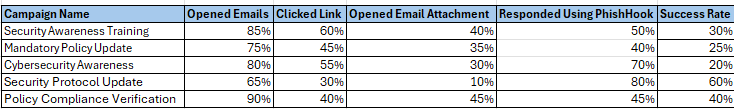 Campaign Name Opened Emails Clicked Link Opened Email Attachment Responded Using PhishHook Success Rate
Security Awareness Training 85% 60% 40% 50% 30%
Mandatory Policy Update 75% 45% 35% 40% 25%
Cybersecurity Awareness 80% 55% 30% 70% 20%
Security Protocol Update 65% 30% 10% 80% 60%
Policy Compliance Verification 90% 40% 45% 45% 40%